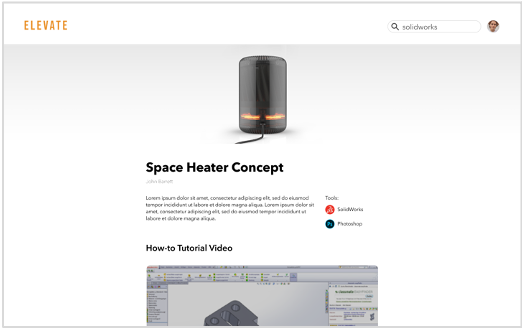 ELEVATE
solidworks
Space Heater Concept
John Barrett
Lorem ipsum dolor sit amet, consectetur adipiscing elit, sed do eiusmod
tempor incididunt ut labore et dolore magna aliqua. Lorem ipsum dolor sit
amet, consectetur adipiscing elit, sed do eiusmod tempor incididunt ut
labore et dolore magna aliqua.
Tools:
SolidWorks
Ps
Photoshop
How-to Tutorial Video